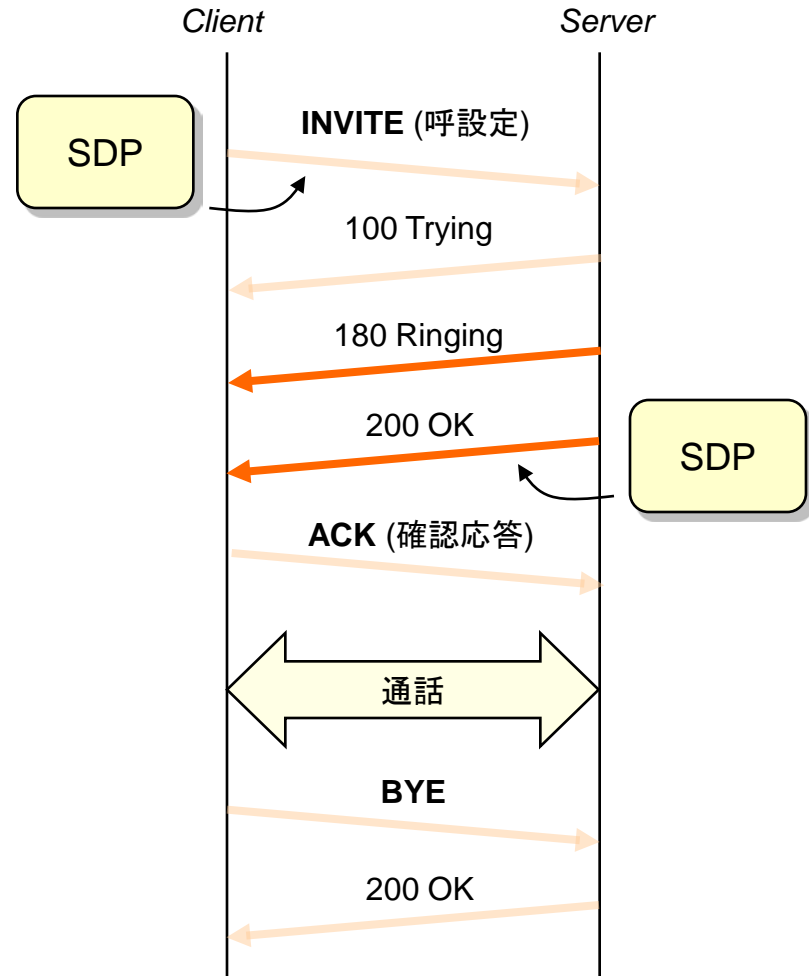 Client
Server
SDP
INVITE (呼設定)
100 Trying
180 Ringing
200 OK
SDP
ACK (確認応答)
通話
BYE
200 OK